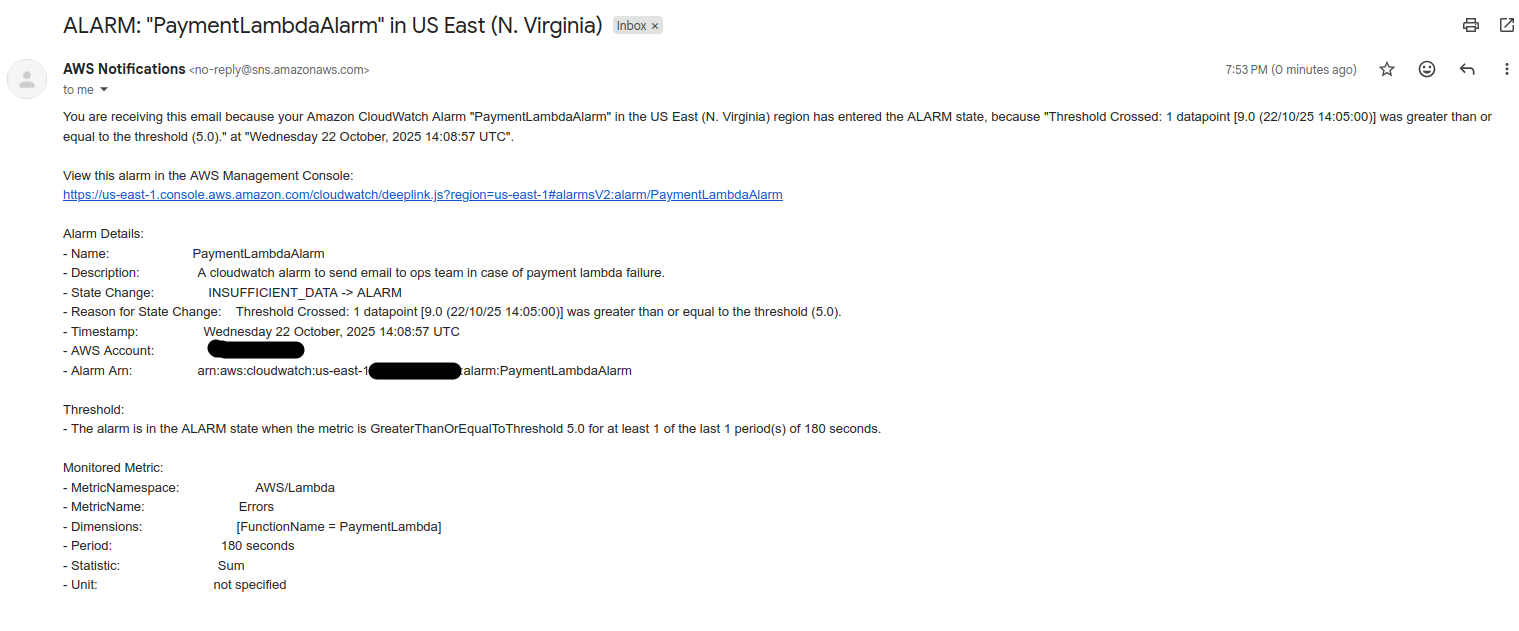 ALARM: "PaymentLambdaAlarm" in US East (N. Virginia) Inbox ×
AWS Notifications <no-reply@sns.amazonaws.com> 7:53 PM (0 minutes ago)
to me
You are receiving this email because your Amazon CloudWatch Alarm "PaymentLambdaAlarm" in the US East (N. Virginia) region has entered the ALARM state, because "Threshold Crossed: 1 datapoint [9.0 (22/10/25 14:05:00)] was greater than or
equal to the threshold (5.0)." at "Wednesday 22 October, 2025 14:08:57 UTC".
View this alarm in the AWS Management Console:
https://us-east-1.console.aws.amazon.com/cloudwatch/deeplink.js?region=us-east-1#alarmsV2:alarm/PaymentLambdaAlarm
Alarm Details:
- Name: PaymentLambdaAlarm
- Description: A cloudwatch alarm to send email to ops team in case of payment lambda failure.
- State Change: INSUFFICIENT_DATA -> ALARM
- Reason for State Change: Threshold Crossed: 1 datapoint [9.0 (22/10/25 14:05:00)] was greater than or equal to the threshold (5.0).
- Timestamp: Wednesday 22 October, 2025 14:08:57 UTC
- AWS Account:
- Alarm Arn: arn:aws:cloudwatch:us-east-1 :alarm:PaymentLambdaAlarm
Threshold:
- The alarm is in the ALARM state when the metric is GreaterThanOrEqualToThreshold 5.0 for at least 1 of the last 1 period(s) of 180 seconds.
Monitored Metric:
- MetricNamespace: AWS/Lambda
- MetricName: Errors
- Dimensions: [FunctionName = PaymentLambda]
- Period: 180 seconds
- Statistic: Sum
- Unit: not specified